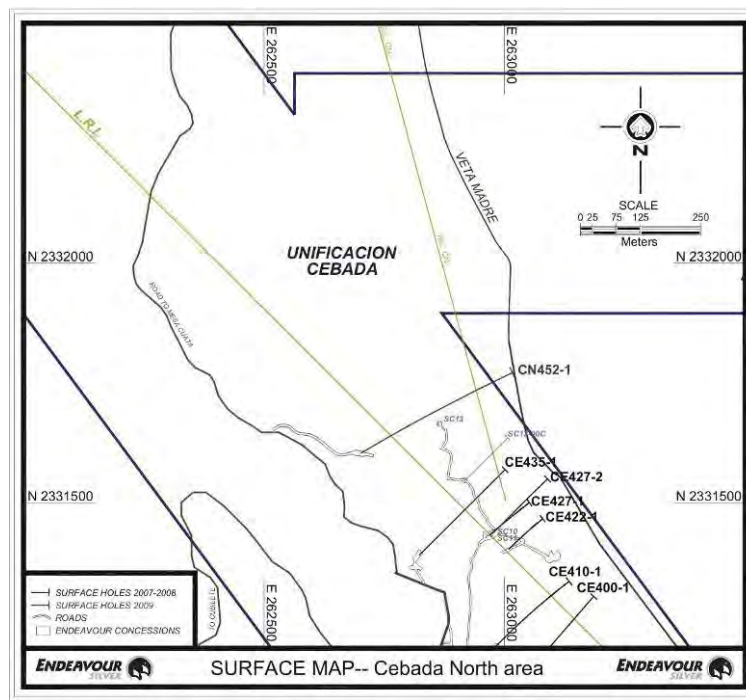 E 262500
E 263000
L.R.I.
VETA MADRE
N
SCALE
0 25 75 125 250
Meters
N 2332000
N 2332000
UNIFICACION
CEBADA
ROAD TO MESA CUATA
CN452-1
SC12
CE435-1
CE427-2
N 2331500
N 2331500
CE427-1
SC10
CE422-1
CE410-1
CE400-1
E 262500
E 263000
SURFACE HOLES 2007-2008
SURFACE HOLES 2009
ROADS
ENDEAVOUR CONCESSIONS
ENDEAVOUR
SILVER
SURFACE MAP-- Cebada North area
ENDEAVOUR
SILVER